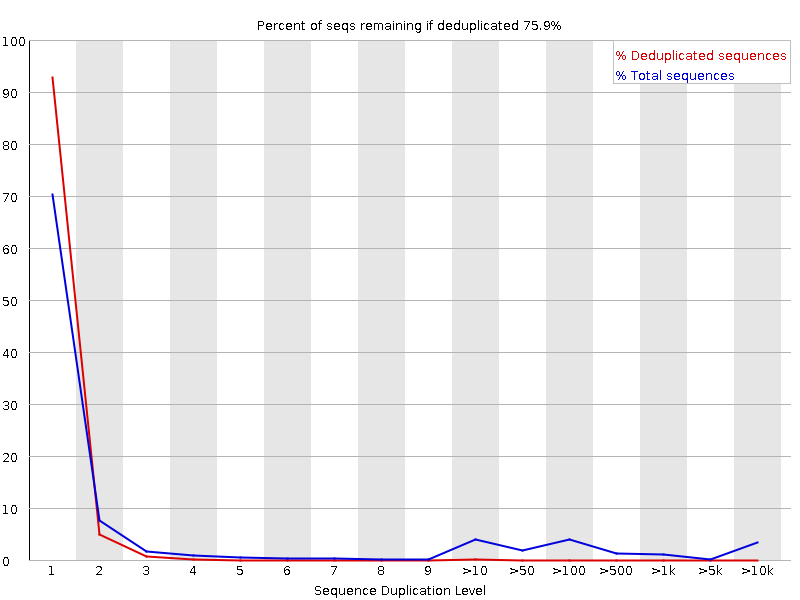 Percent of seqs remaining if deduplicated 75.9%
% Deduplicated sequences
% Total sequences
100
90
80
70
60
50
40
30
20
10
0
1 2 3 4 5 6 7 8 9 >10 >50 >100 >500 >1k >5k >10k
Sequence Duplication Level